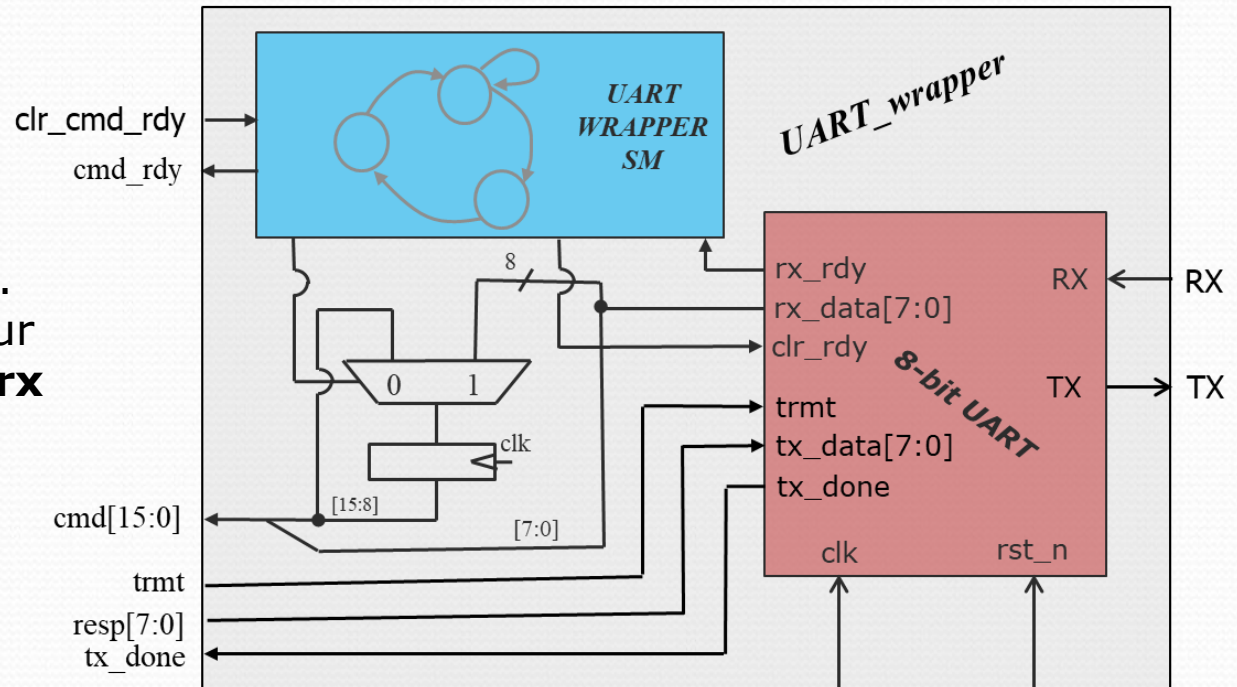 clr_cmd_rdy
cmd_rdy
.
ur
rx
UART
WRAPPER
SM
UART_wrapper
8
rx_rdy
rx_data[7:0]
clr_rdy
trmt
tx_data[7:0]
tx_done
8-bit UART
RX
TX
clk
rst_n
RX
TX
0
1
clk
[15:8]
[7:0]
cmd[15:0]
trmt
resp[7:0]
tx_done